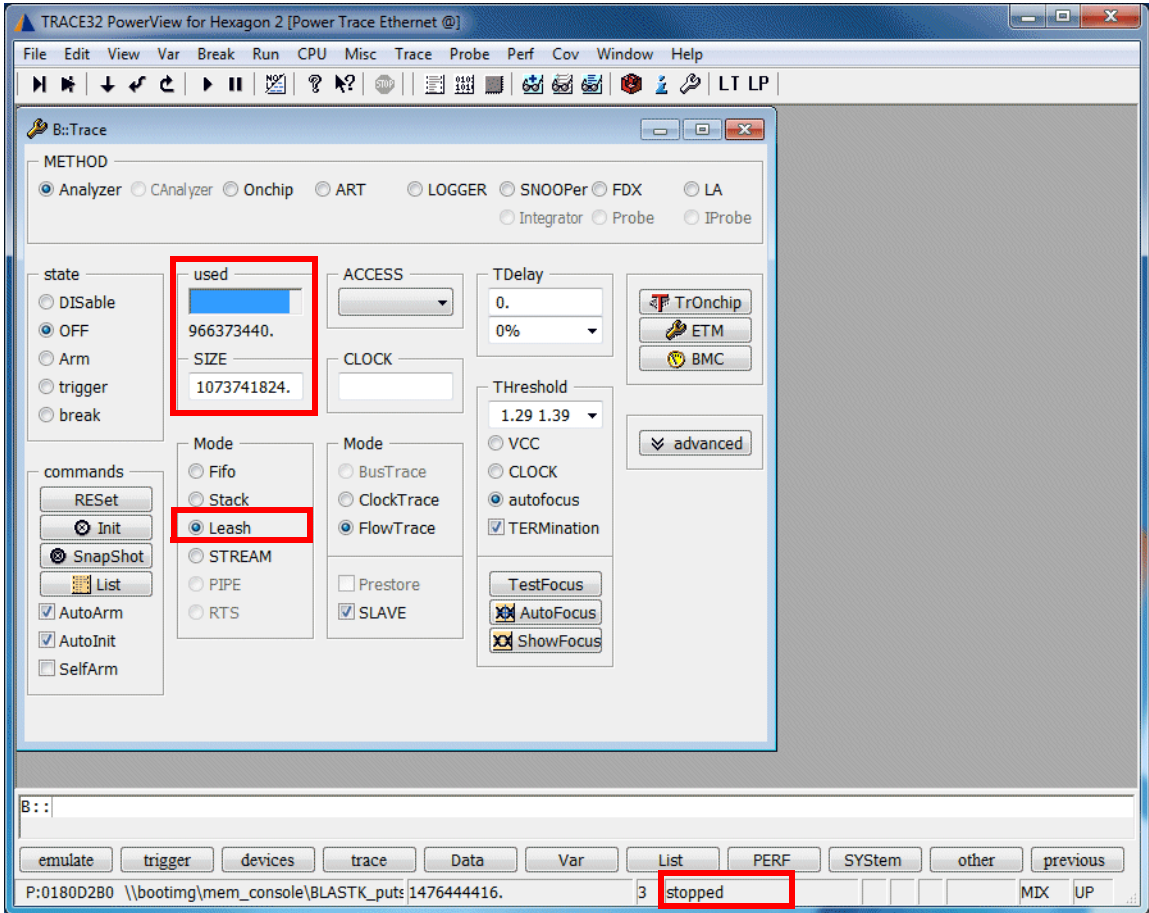 TRACE32 PowerView for Hexagon 2 [Power Trace Ethernet @]
File Edit View Var Break Run CPU Misc Trace Probe Perf Cov Window Help
LT LP
B::Trace
METHOD
Analyzer CAnalyzer Onchip ART LOGGER SNOOPer FDX LA
Integrator Probe IProbe
state
DISable
OFF
Arm
trigger
break
used
966373440.
SIZE
1073741824.
ACCESS
CLOCK
TDelay
0.
0%
TrOnchip
ETM
BMC
THreshold
1.29 1.39
VCC
CLOCK
autofocus
TERMination
advanced
commands
RESet
Init
SnapShot
List
AutoArm
AutoInit
SelfArm
Mode
Fifo
Stack
Leash
STREAM
PIPE
RTS
Mode
BusTrace
ClockTrace
FlowTrace
Prestore
SLAVE
TestFocus
AutoFocus
ShowFocus
B::
emulate trigger devices trace Data Var List PERF SYStem other previous
P:0180D2B0 \\bootimg\mem_console\BLASTK_puts 1476444416. 3 stopped MIX UP